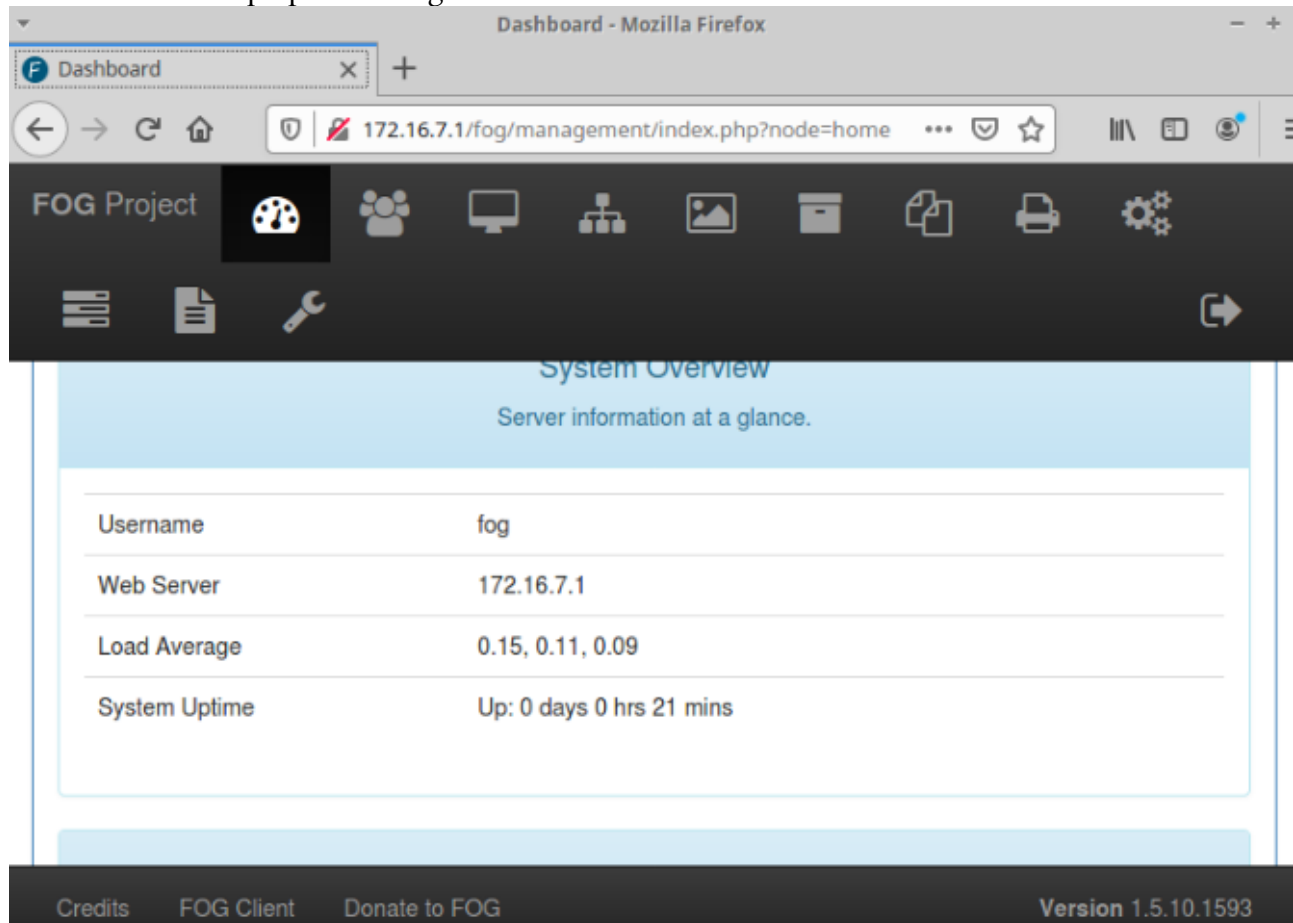 Dashboard - Mozilla Firefox
Dashboard
172.16.7.1/fog/management/index.php?node=home
FOG Project
System Overview
Server information at a glance.
Username fog
Web Server 172.16.7.1
Load Average 0.15, 0.11, 0.09
System Uptime Up: 0 days 0 hrs 21 mins
Credits FOG Client Donate to FOG Version 1.5.10.1593